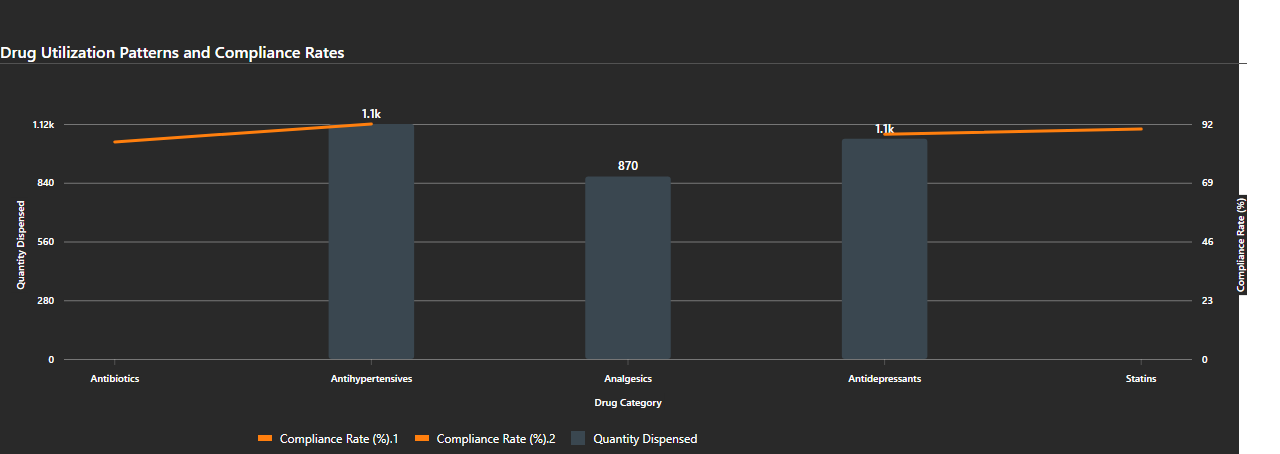 Drug Utilization Patterns and Compliance Rates
1.1k
1.12k
1.1k
92
870
840
69
Quantity Dispensed
Compliance Rate (%)
560
46
280
23
0
0
Antibiotics
Antihypertensives
Analgesics
Antidepressants
Statins
Drug Category
Compliance Rate (%).1
Compliance Rate (%).2
Quantity Dispensed